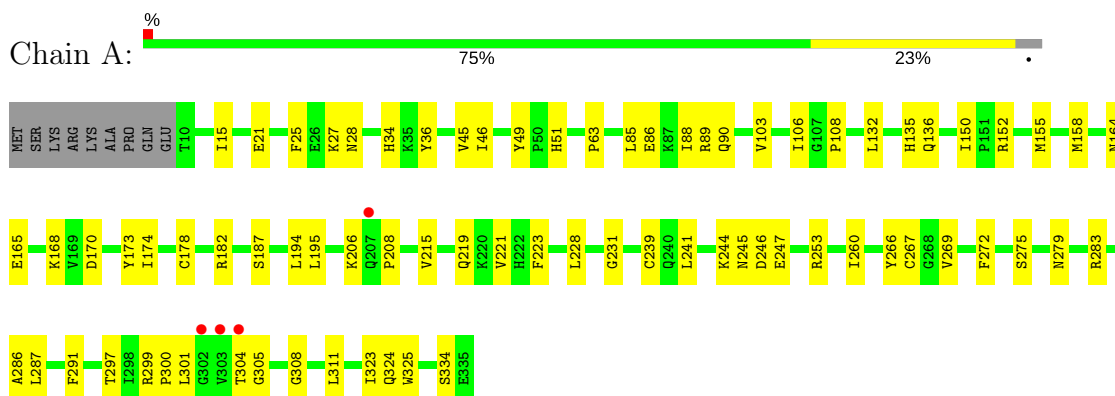 %
Chain A:
75% 23% •
MET SER LYS ARG LYS ALA PRO GLN GLU T10 I15 E21 F25 E26 K27 N28 H34 K35 Y36 V45 I46 Y49 P50 H51 P63 L85 E86 K87 I88 R89 Q90 V103 I106 G107 P108 L132 H135 Q136 I150 P151 R152 M155 M158 N164
E165 K168 V169 D170 Y173 I174 C178 R182 S187 L194 L195 K206 Q207 P208 V215 Q219 K220 V221 H222 F223 L228 G231 C239 Q240 L241 K244 N245 D246 E247 R253 I260 Y266 C267 G268 V269 F272 S275 N279 R283
A286 L287 F291 T297 I298 R299 P300 L301 G302 V303 T304 G305 G308 L311 I323 Q324 W325 S334 E335